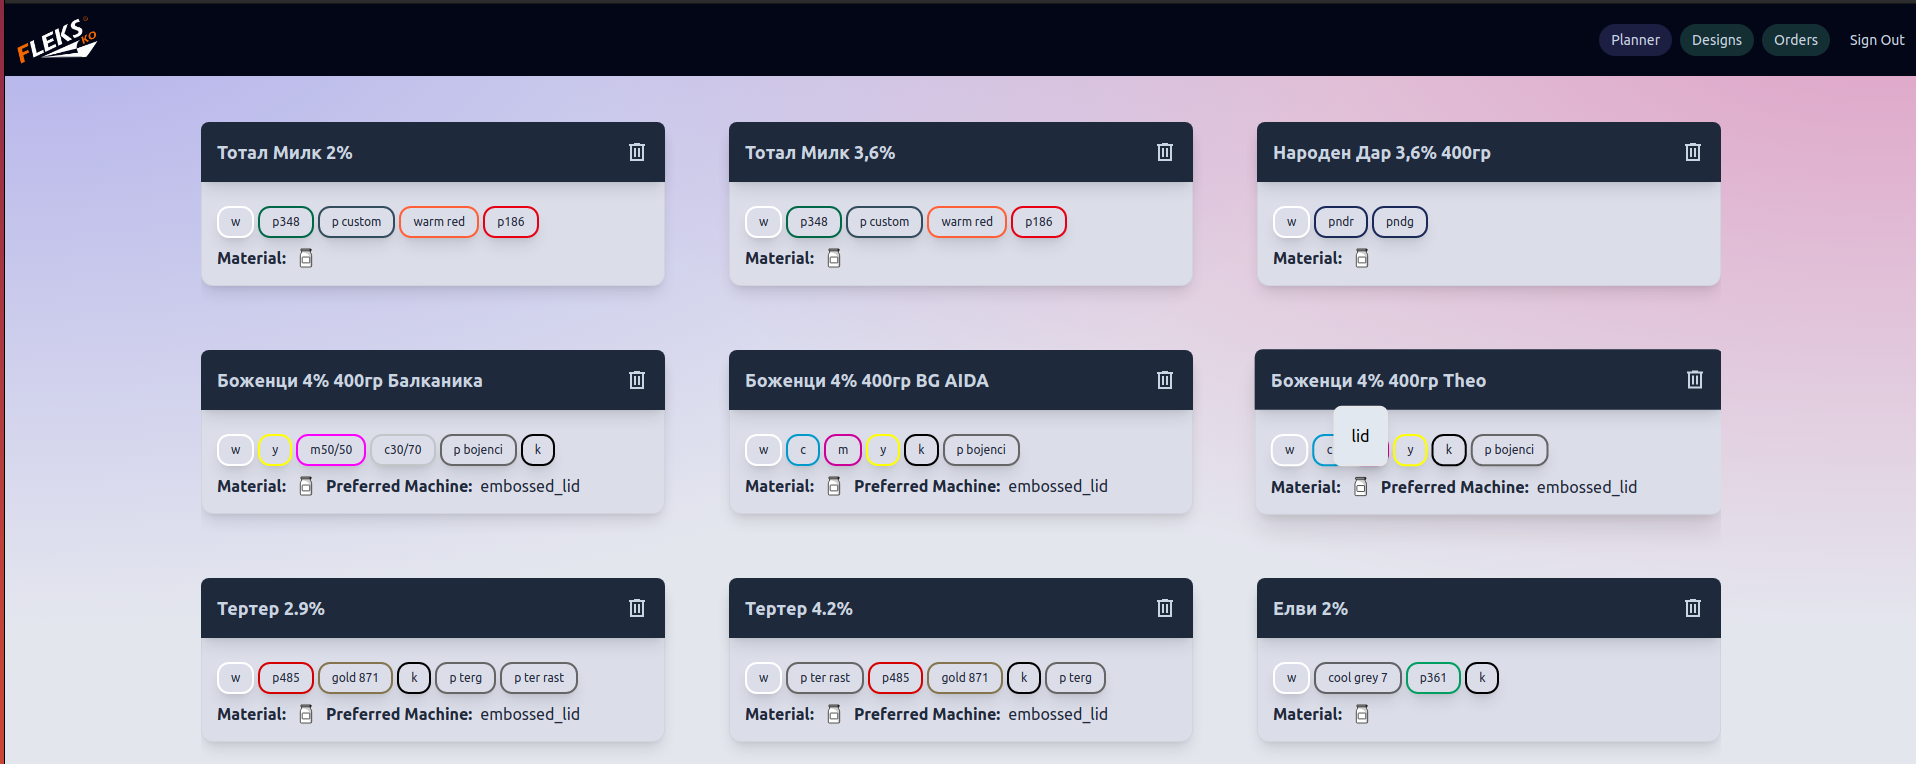 FLEKS KO
Planner Designs Orders Sign Out
Тотал Милк 2%
w p348 p custom warm red p186
Material:
Тотал Милк 3,6%
w p348 p custom warm red p186
Material:
Народен Дар 3,6% 400гр
w pndr pndg
Material:
Боженци 4% 400гр Балканика
w y m50/50 c30/70 p bojenci k
Material: Preferred Machine: embossed_lid
Боженци 4% 400гр BG AIDA
w c m y k p bojenci
Material: Preferred Machine: embossed_lid
Боженци 4% 400гр Theo
lid
w c y k p bojenci
Material: Preferred Machine: embossed_lid
Тертер 2.9%
w p485 gold 871 k p terg p ter rast
Material: Preferred Machine: embossed_lid
Тертер 4.2%
w p ter rast p485 gold 871 k p terg
Material: Preferred Machine: embossed_lid
Елви 2%
w cool grey 7 p361 k
Material: